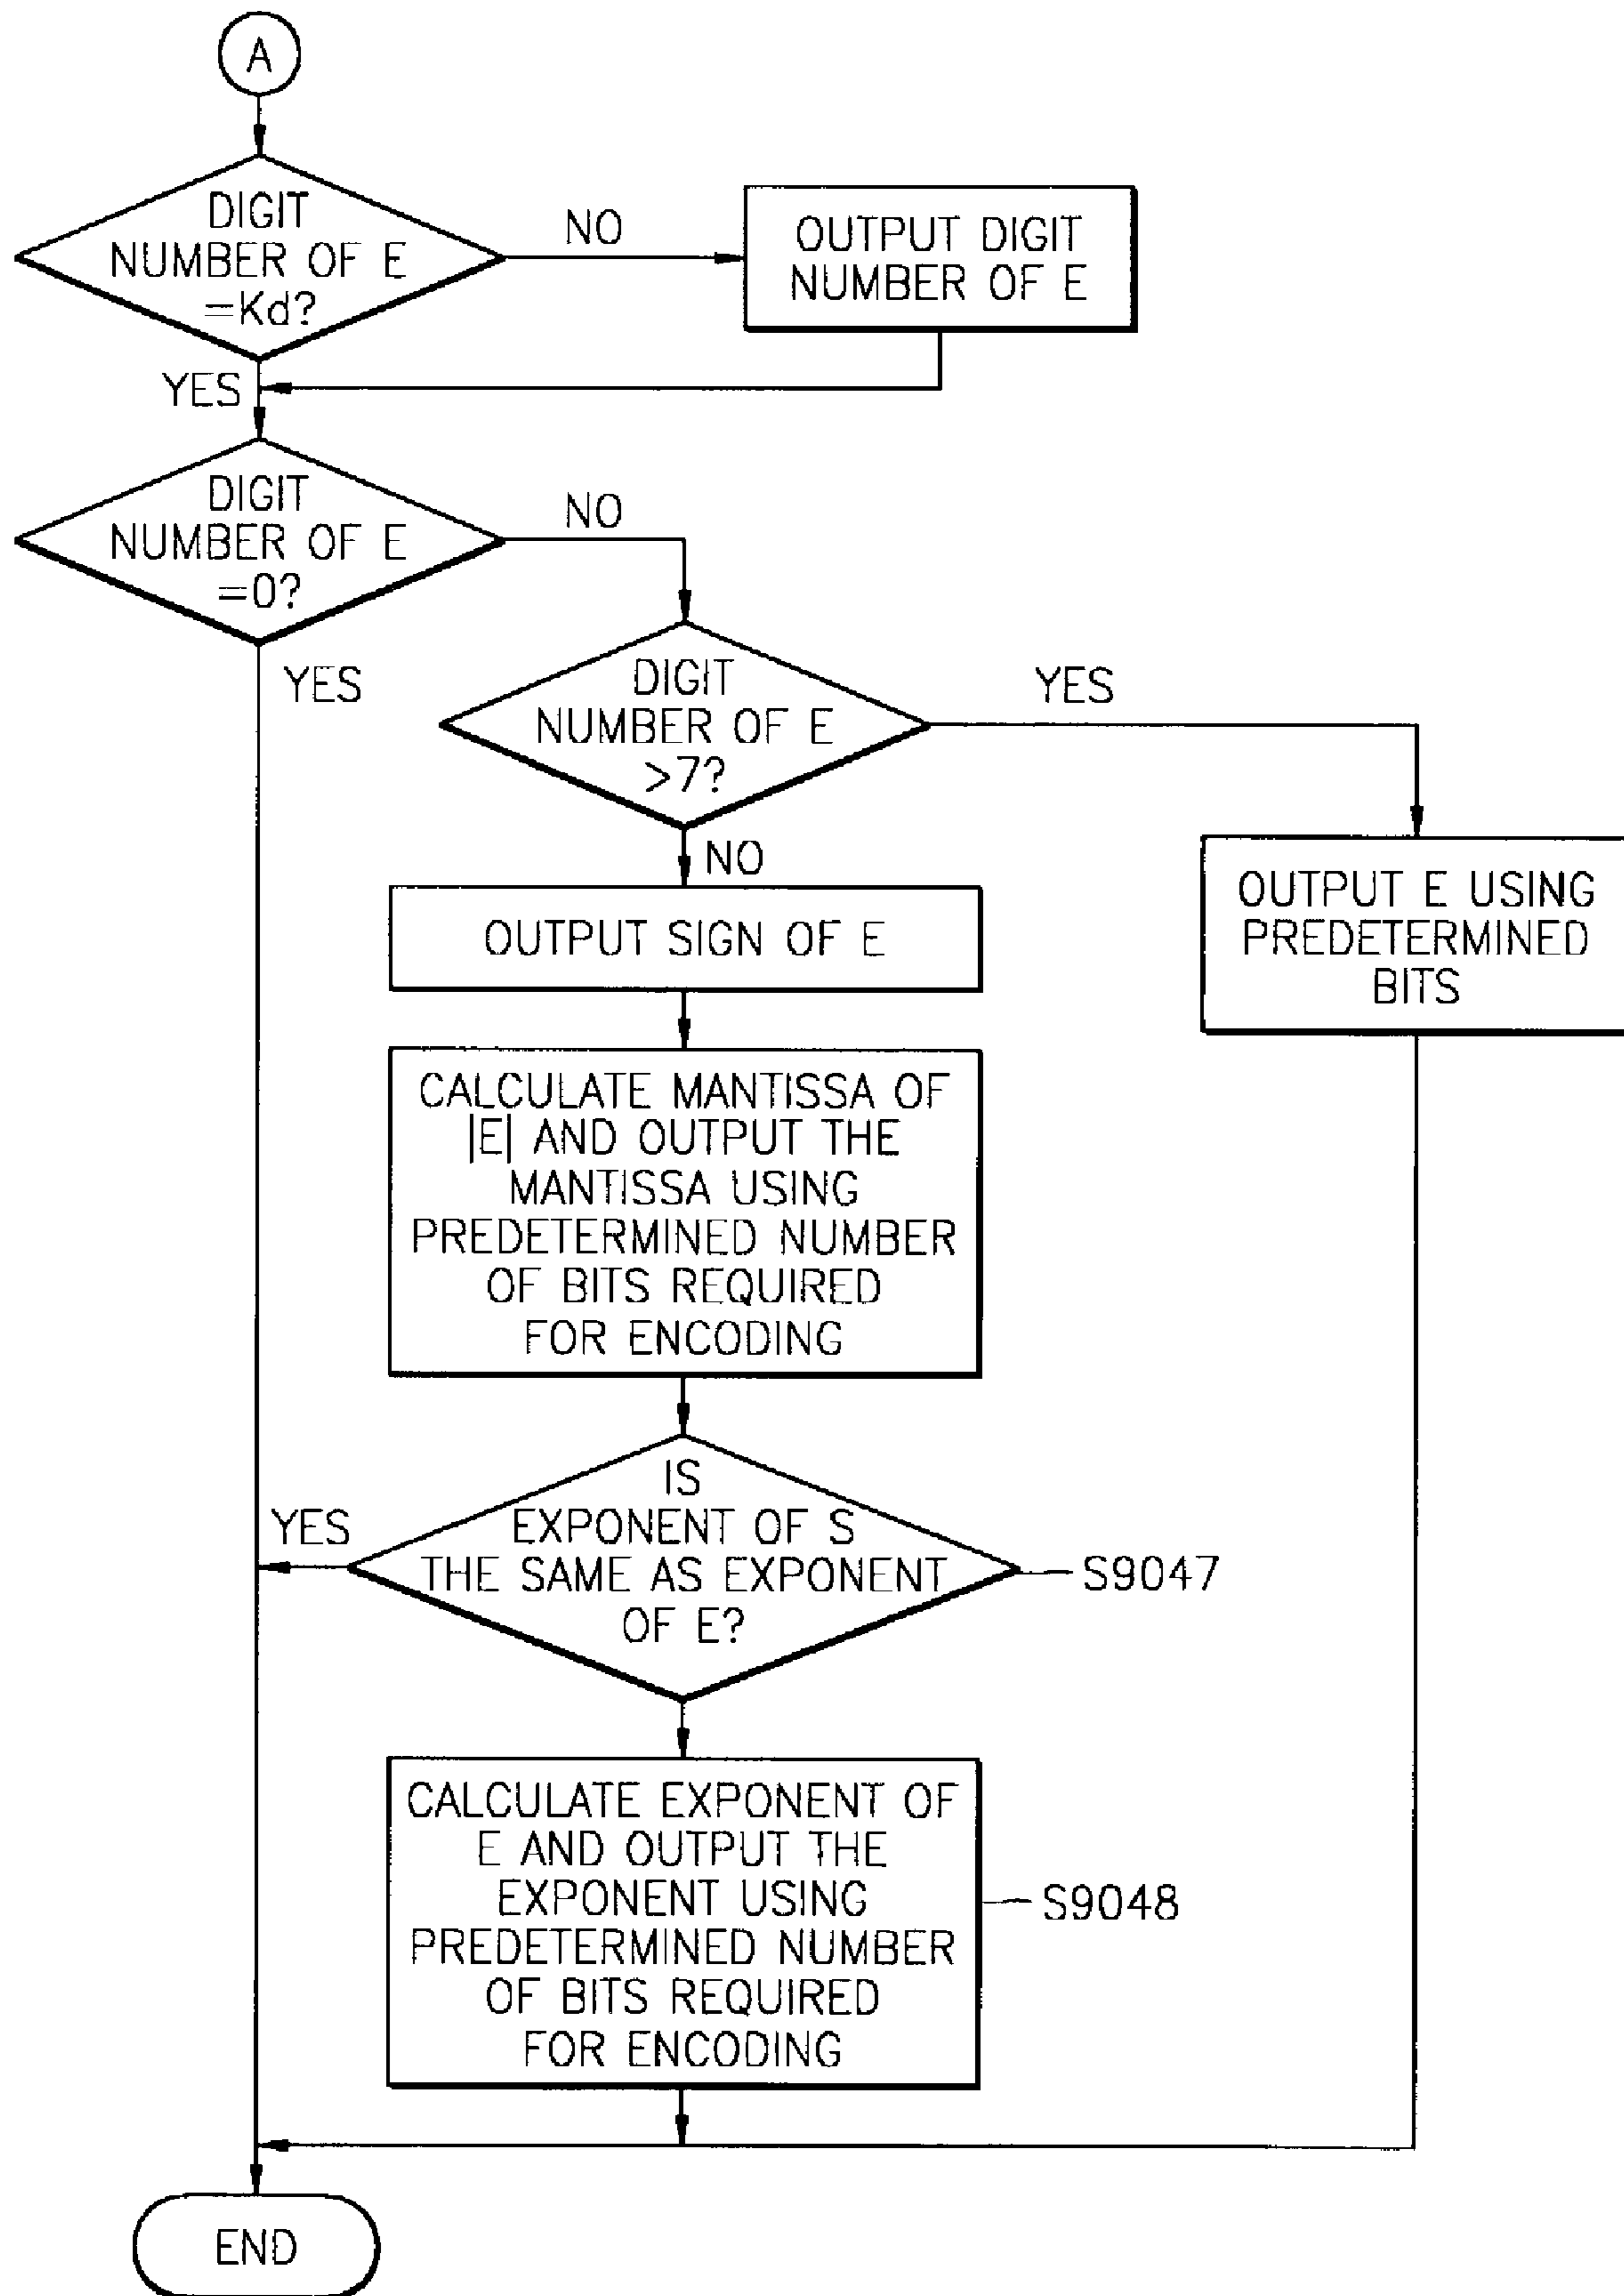 A
DIGIT
NUMBER OF E
=Kd?
NO
OUTPUT DIGIT
NUMBER OF E
YES
DIGIT
NUMBER OF E
=0?
NO
YES
DIGIT
NUMBER OF E
>7?
YES
NO
OUTPUT E USING
PREDETERMINED
BITS
OUTPUT SIGN OF E
CALCULATE MANTISSA OF
|E| AND OUTPUT THE
MANTISSA USING
PREDETERMINED NUMBER
OF BITS REQUIRED
FOR ENCODING
IS
EXPONENT OF S
THE SAME AS EXPONENT
OF E?
YES
S9047
CALCULATE EXPONENT OF
E AND OUTPUT THE
EXPONENT USING
PREDETERMINED NUMBER
OF BITS REQUIRED
FOR ENCODING
S9048
END